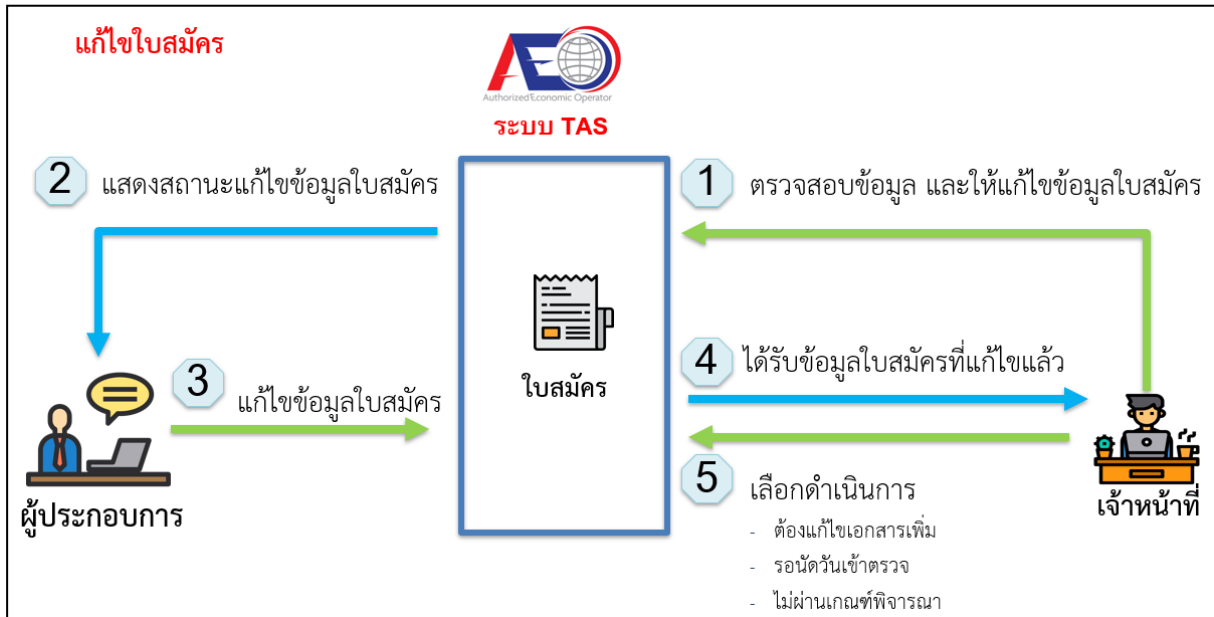 แก้ไขใบสมัคร
AEO
Authorized Economic Operator
ระบบ TAS
2 แสดงสถานะแก้ไขข้อมูลใบสมัคร
1 ตรวจสอบข้อมูล และให้แก้ไขข้อมูลใบสมัคร
3 แก้ไขข้อมูลใบสมัคร
ใบสมัคร
4 ได้รับข้อมูลใบสมัครที่แก้ไขแล้ว
5 เลือกดำเนินการ
- ต้องแก้ไขเอกสารเพิ่ม
- รอนัดวันเข้าตรวจ
- ไม่ผ่านเกณฑ์พิจารณา
ผู้ประกอบการ
เจ้าหน้าที่